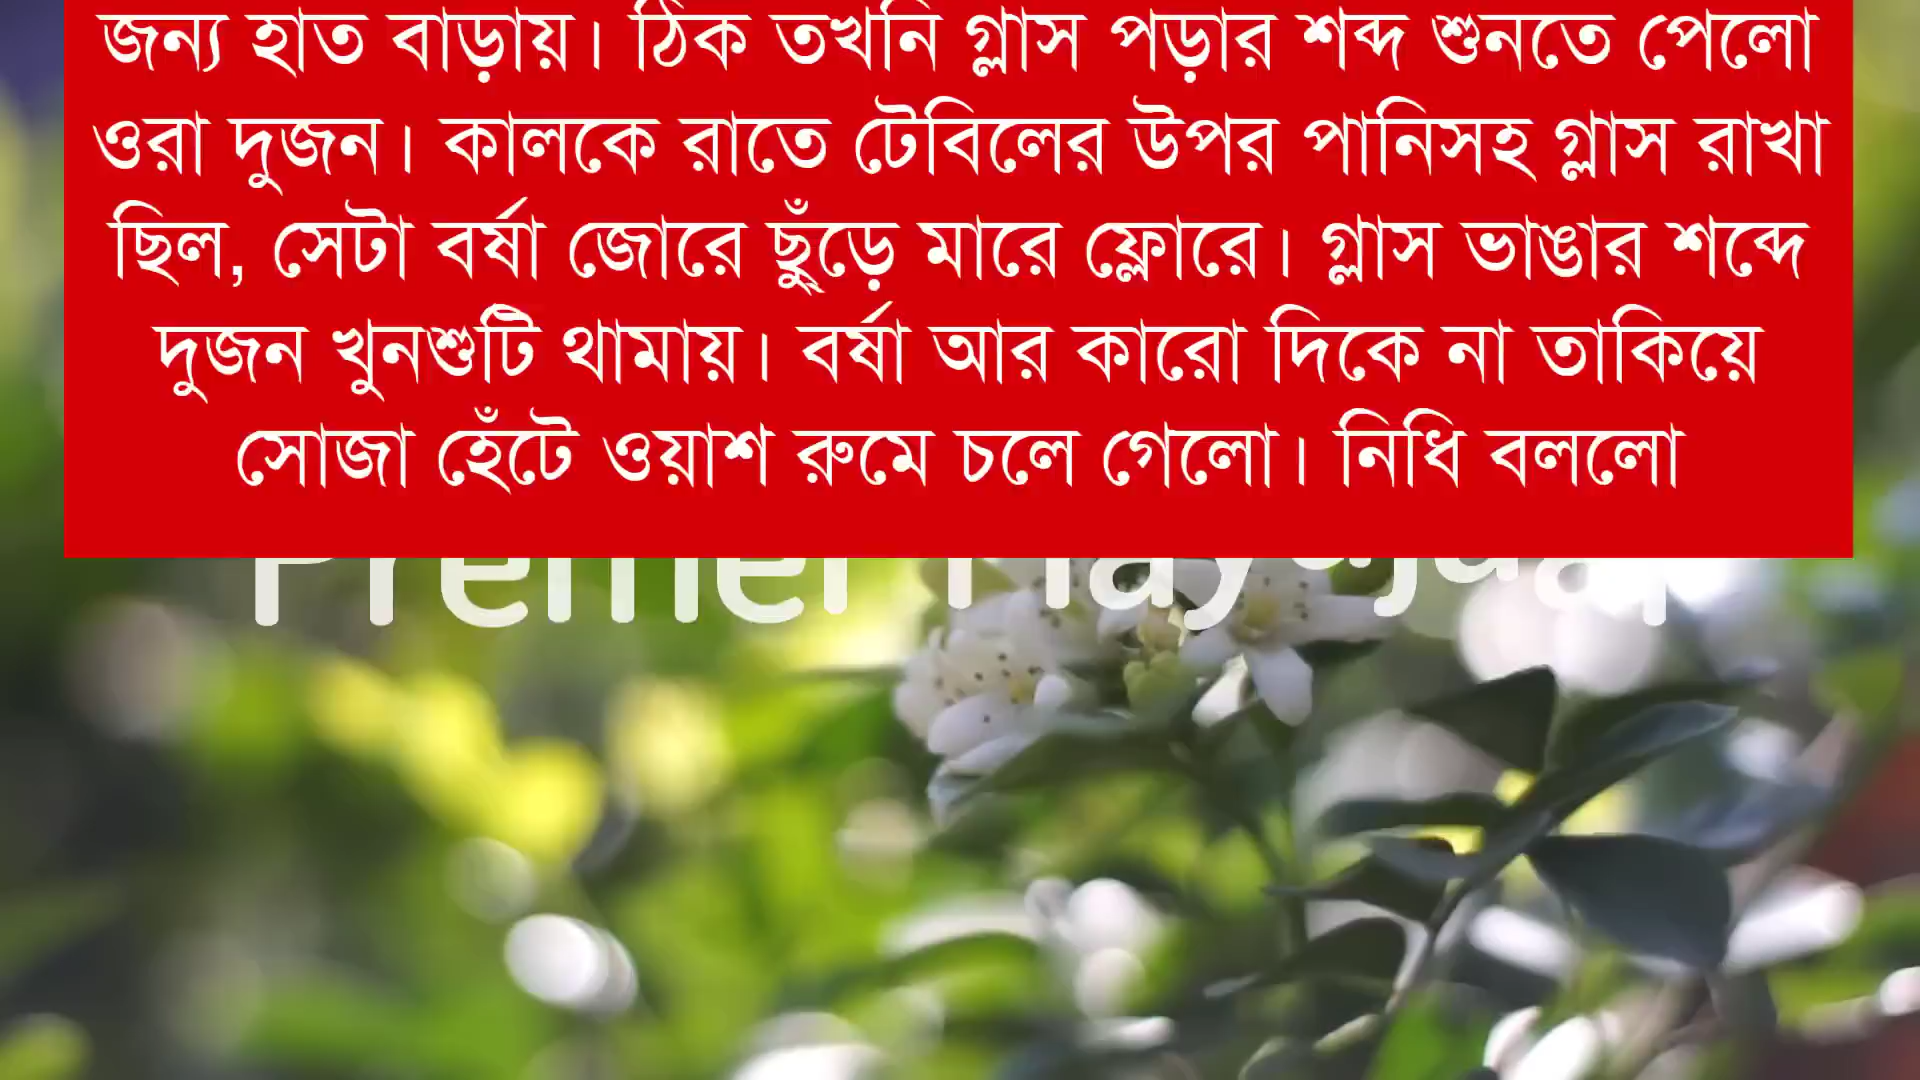 জন্য হাত বাড়ায়। ঠিক তখনি গ্লাস পড়ার শব্দ শুনতে পেলো
ওরা দুজন। কালকে রাতে টেবিলের উপর পানিসহ গ্লাস রাখা
ছিল, সেটা বর্ষা জোরে ছুঁড়ে মারে ফ্লোরে। গ্লাস ভাঙার শব্দে
দুজন খুনশুটি থামায়। বর্ষা আর কারো দিকে না তাকিয়ে
সোজা হেঁটে ওয়াশ রুমে চলে গেলো। নিধি বললো
Premer